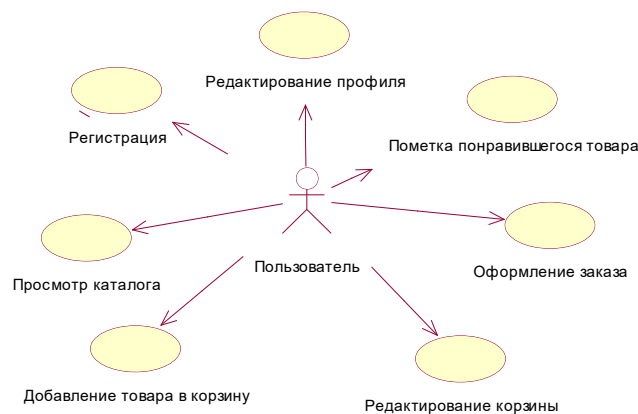 Редактирование профиля
Регистрация
Пометка понравившегося товара
Пользователь
Оформление заказа
Просмотр каталога
Добавление товара в корзину
Редактирование корзины